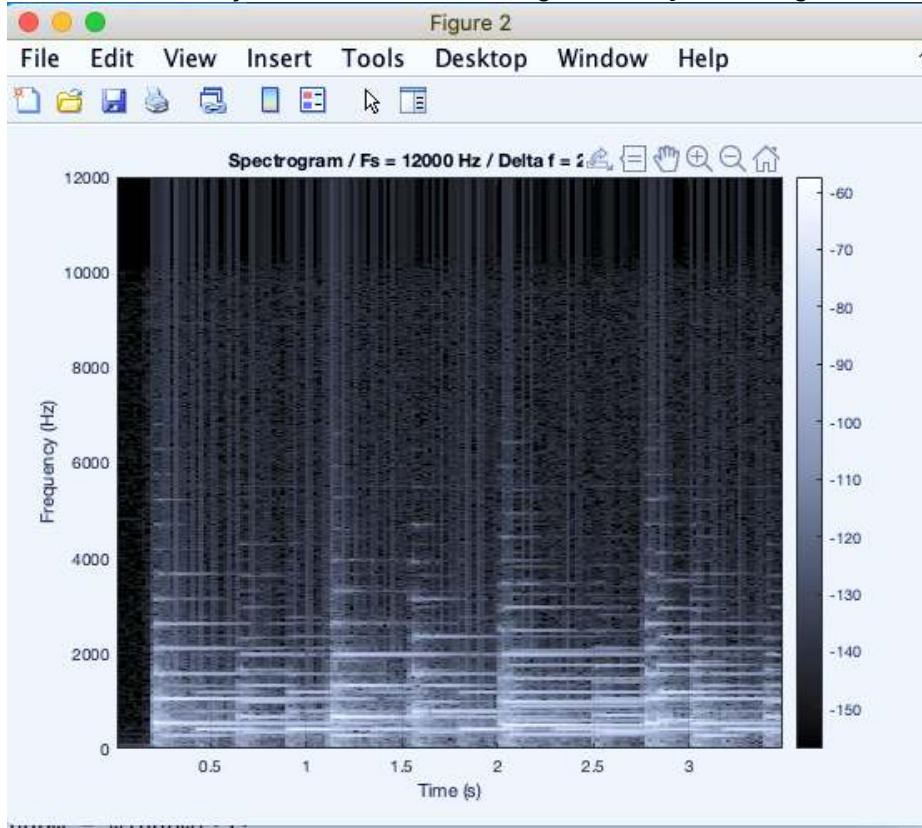 Figure 2
File Edit View Insert Tools Desktop Window Help
Spectrogram / Fs = 12000 Hz / Delta f = 2
12000
10000
8000
6000
4000
2000
0
Frequency (Hz)
0.5 1 1.5 2 2.5 3
Time (s)
-60
-70
-80
-90
-100
-110
-120
-130
-140
-150